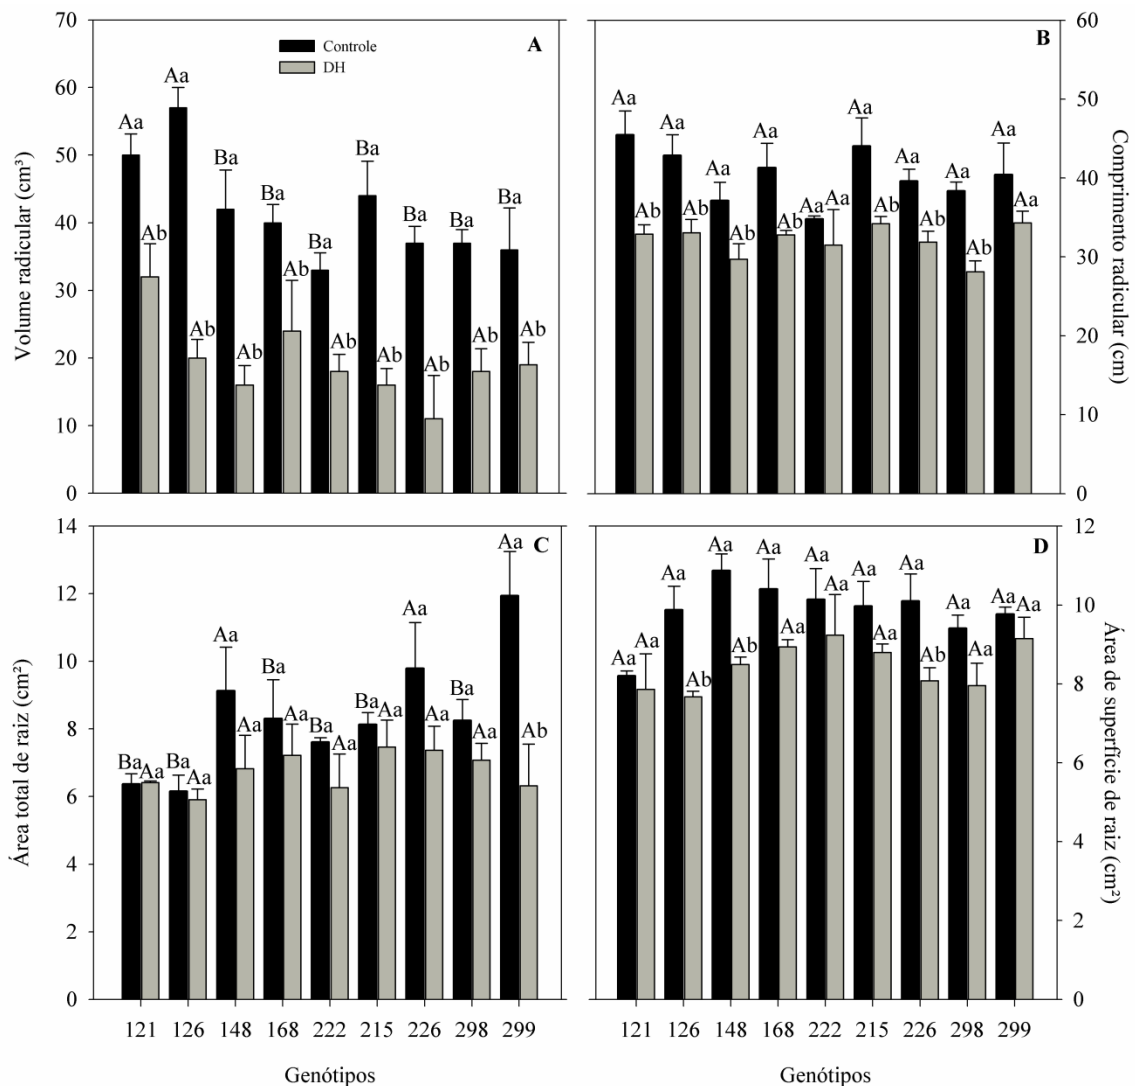 A
Controle
DH
Volume radicular (cm³)
70
60
50
40
30
20
10
0
Aa Ab Aa Ab Ba Ab Ba Ab Ba Ab Ba Ab Ba Ab Ba Ab Ba Ab
B
Comprimento radicular (cm)
60
50
40
30
20
10
0
Aa Ab Aa Ab Aa Ab Aa Ab Aa Aa Aa Ab Aa Ab Aa Ab Aa Aa
C
Área total de raiz (cm²)
14
12
10
8
6
4
2
0
Ba Aa Ba Aa Aa Aa Ba Aa Ba Aa Ba Aa Aa Aa Ba Aa Aa Ab
121 126 148 168 222 215 226 298 299
Genótipos
D
Área de superfície de raiz (cm²)
12
10
8
6
4
2
0
Aa Aa Aa Ab Aa Ab Aa Aa Aa Aa Aa Aa Aa Ab Aa Aa Aa Aa
121 126 148 168 222 215 226 298 299
Genótipos